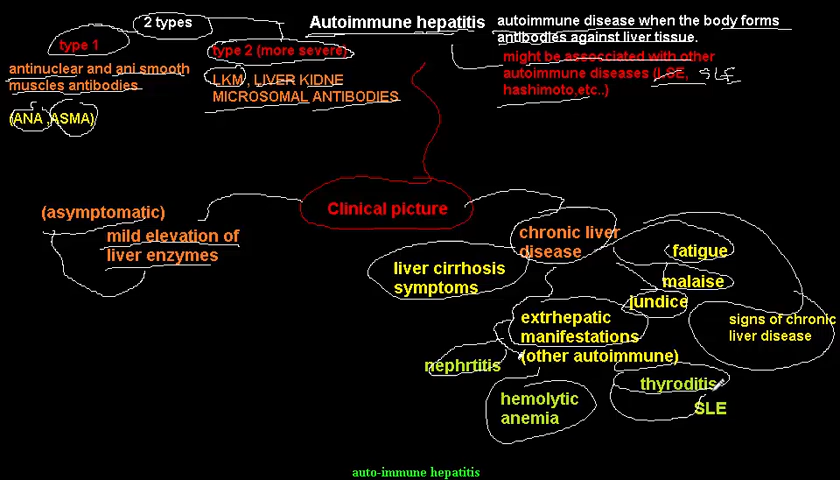 2 types
Autoimmune hepatitis
autoimmune disease when the body forms
antibodies against liver tissue.
type 1
type 2 (more severe)
might be assocciated with other
autoimmune diseases (LSE,
hashimoto,etc..)
SLE
antinuclear and ani smooth
muscles antibodies
LKM , LIVER KIDNE
MICROSOMAL ANTIBODIES
(ANA ,ASMA)
Clinical picture
(asymptomatic)
mild elevation of
liver enzymes
chronic liver
disease
liver cirrhosis
symptoms
fatigue
malaise
jundice
signs of chronic
liver disease
extrhepatic
manifestations
(other autoimmune)
nephrtitis
thyroditis
hemolytic
anemia
SLE
auto-immune hepatitis